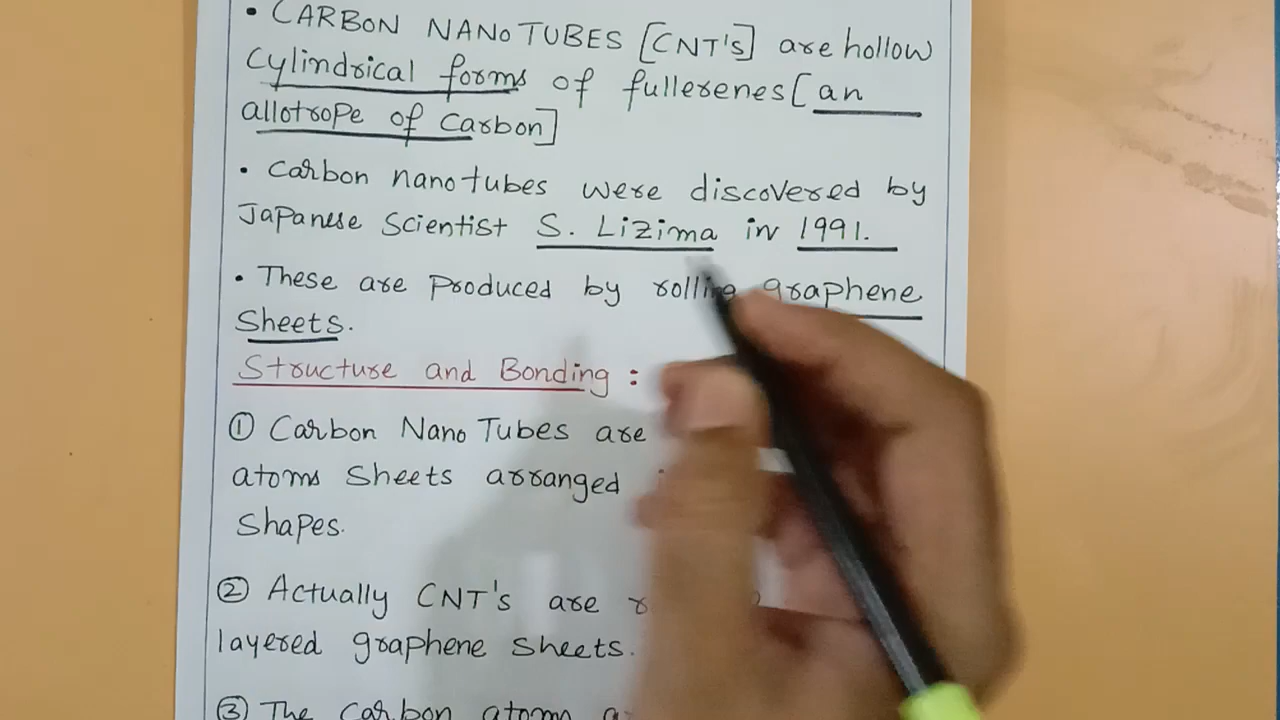 • CARBON NANO TUBES [CNT's] are hollow
Cylindrical forms of fullerenes[an
allotrope of carbon]
• Carbon nanotubes were discovered by
Japanese Scientist S. Lizima in 1991.
• These are produced by graphene
Sheets.
Structure and Bonding :
① Carbon Nano Tubes are
atoms Sheets arranged
Shapes.
② Actually CNT's are
layered graphene sheets.
③ The carbon atoms